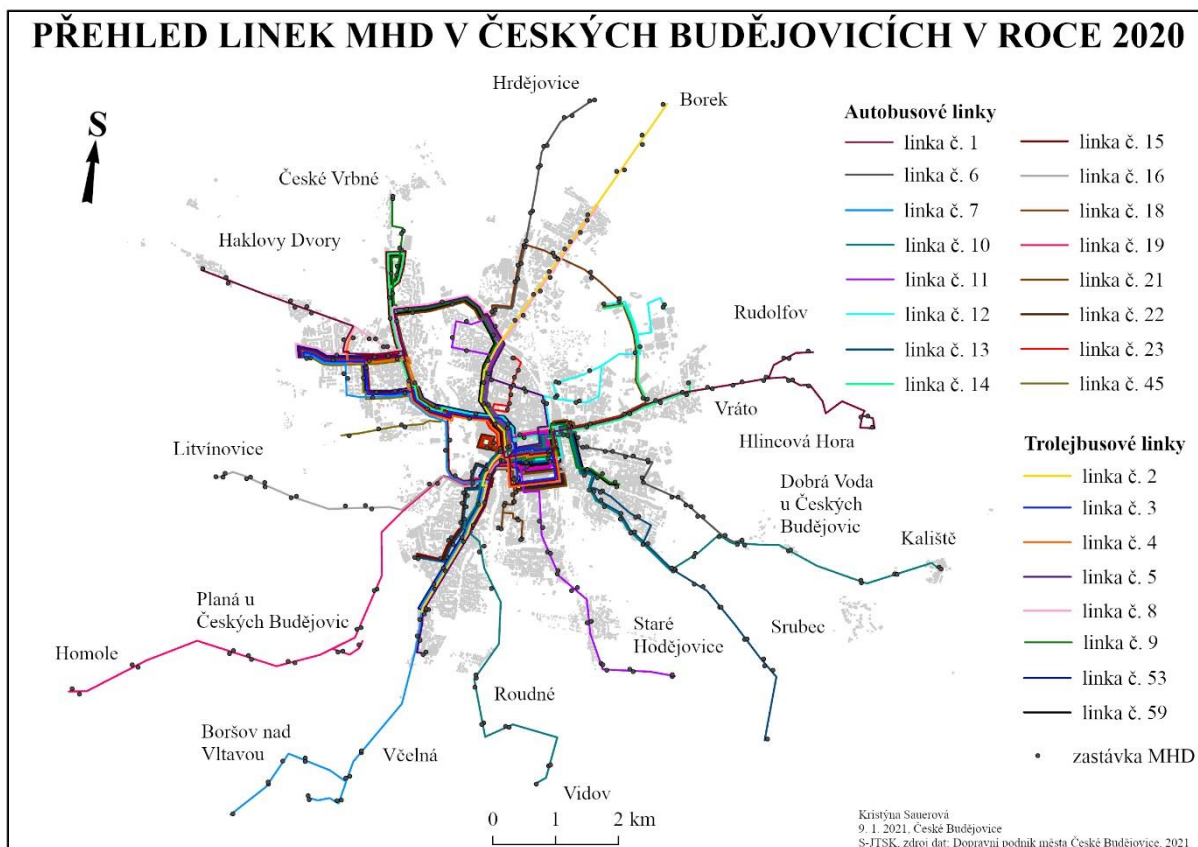 PŘEHLED LINEK MHD V ČESKÝCH BUDĚJOVICÍCH V ROCE 2020
S
Hrdějovice
Borek
České Vrbné
Haklovy Dvory
Rudolfov
Vráto
Hlincová Hora
Litvínovice
Dobrá Voda
u Českých
Budějovic
Kaliště
Planá u
Českých Budějovic
Homole
Staré
Hodějovice
Srubec
Roudné
Boršov nad
Vltavou
Včelná
Vidov
Autobusové linky
linka č. 1
linka č. 6
linka č. 7
linka č. 10
linka č. 11
linka č. 12
linka č. 13
linka č. 14
linka č. 15
linka č. 16
linka č. 18
linka č. 19
linka č. 21
linka č. 22
linka č. 23
linka č. 45
Trolejbusové linky
linka č. 2
linka č. 3
linka č. 4
linka č. 5
linka č. 8
linka č. 9
linka č. 53
linka č. 59
zastávka MHD
0 1 2 km
Kristýna Sauerová
9. 1. 2021, České Budějovice
S-JTSK, zdroj dat: Dopravní podnik města České Budějovice, 2021